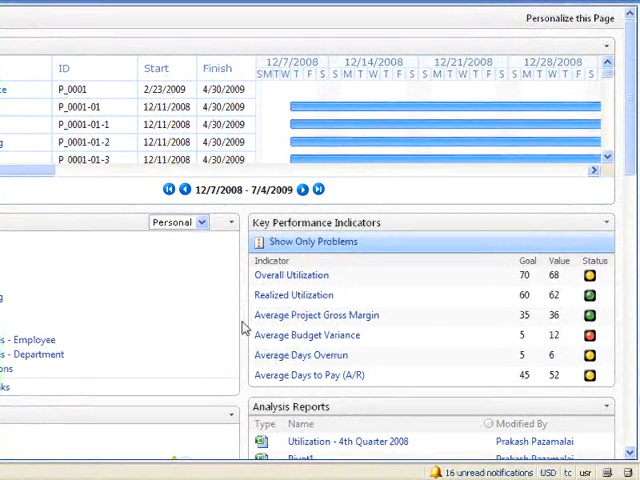 Personalize this Page
ID Start Finish 12/7/2008 12/14/2008 12/21/2008 12/28/2008
S M T W T F S S M T W T F S S M T W T F S S M T W T F S
P_0001 2/23/2009 4/30/2009
P_0001-01 12/11/2008 4/30/2009
P_0001-01-1 12/11/2008 4/30/2009
g P_0001-01-2 12/11/2008 4/30/2009
P_0001-01-3 12/11/2008 4/30/2009
12/7/2008 - 7/4/2009
Personal
g
s - Employee
s - Department
ons
ks
Key Performance Indicators
Show Only Problems
Indicator Goal Value Status
Overall Utilization 70 68
Realized Utilization 60 62
Average Project Gross Margin 35 36
Average Budget Variance 5 12
Average Days Overrun 5 6
Average Days to Pay (A/R) 45 52
Analysis Reports
Type Name Modified By
Utilization - 4th Quarter 2008 Prakash Pazamalai
Pivot1 Prakash Pazamalai
16 unread notifications USD tc usr